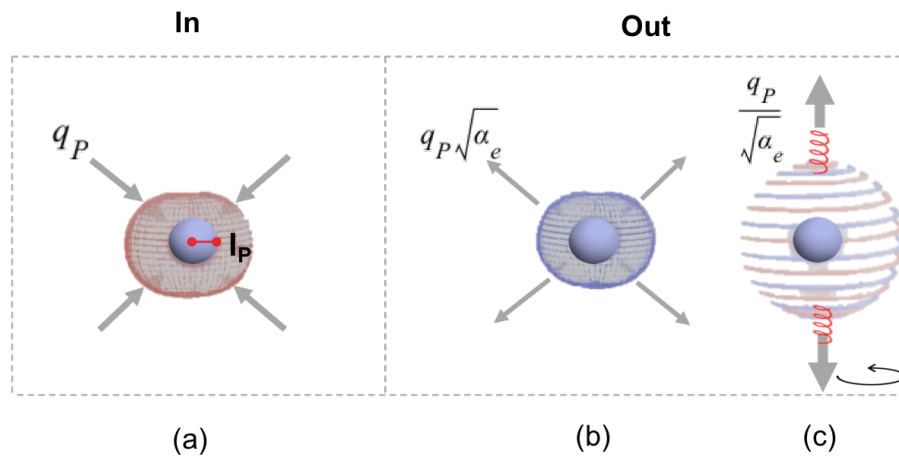 In
Out
q_P
l_P
q_P√α_e
q_P/√α_e
(a)
(b)
(c)